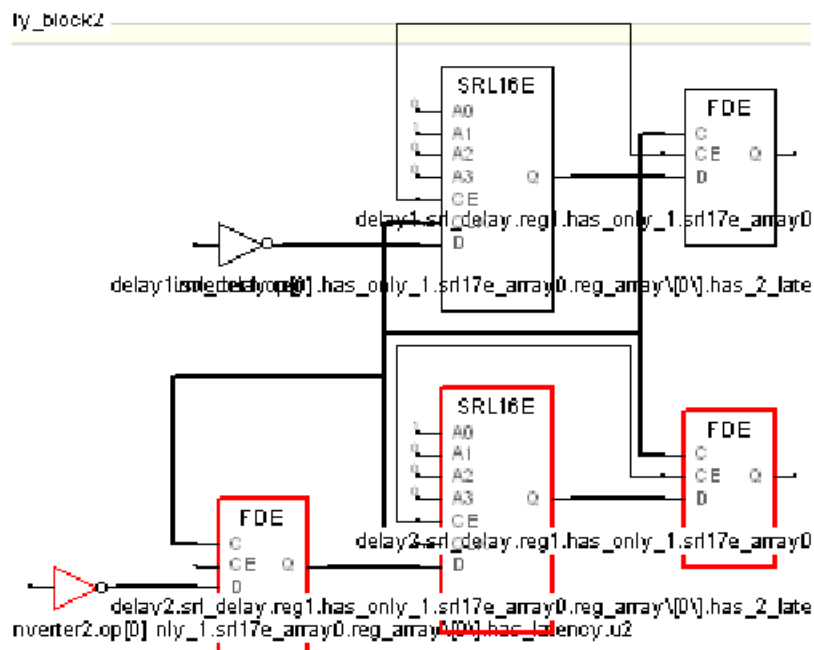 ly_block2
SRL16E
A0
A1
A2
A3 Q
CE
D
FDE
C
CE Q
D
delay1.srl_delay.reg1.has_only_1.srl17e_array0
.has_only_1.srl17e_array0.reg_array\[0\].has_2_late
SRL16E
A0
A1
A2
A3 Q
CE
D
FDE
C
CE Q
D
delay2.srl_delay.reg1.has_only_1.srl17e_array0
FDE
C
CE Q
D
delay2.srl_delay.reg1.has_only_1.srl17e_array0.reg_array\[0\].has_2_late
nverter2.op[0] nly_1.srl17e_array0.reg_array\[0\].has_latency.u2